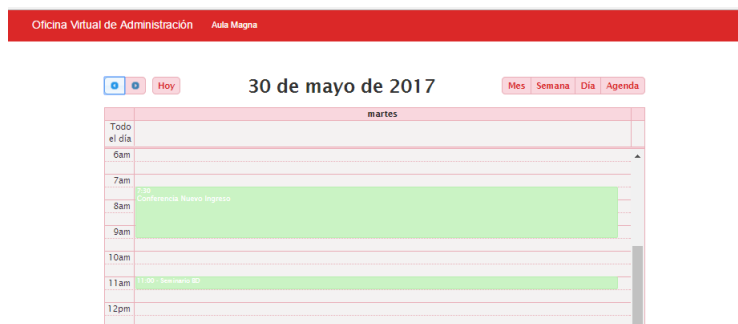 Oficina Virtual de Administración Aula Magna
Hoy 30 de mayo de 2017 Mes Semana Día Agenda
martes
Todo
el día
6am
7am
7:30
Conferencia Nuevo Ingreso
8am
9am
10am
11am 11:00 - Seminario BD
12pm